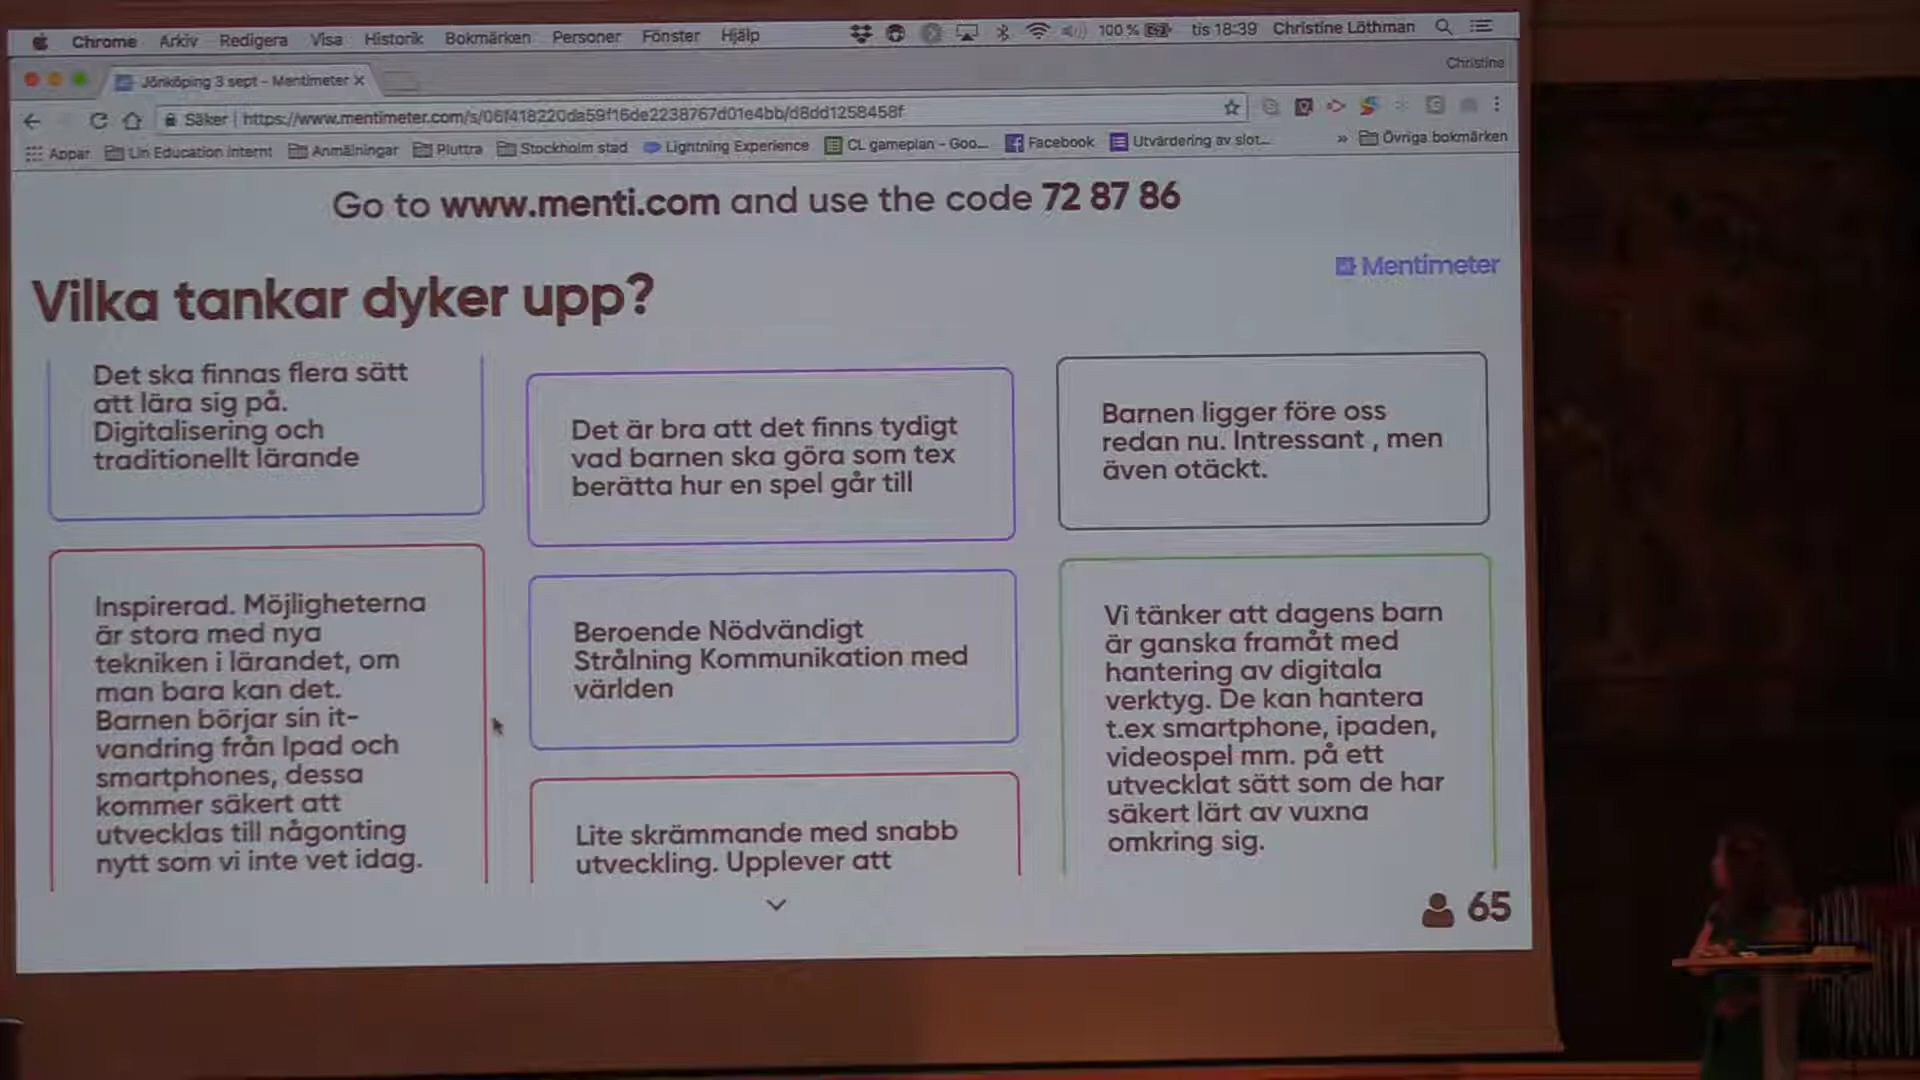 Chrome Arkiv Redigera Visa Historik Bokmärken Personer Fönster Hjälp 100 % tis 18:39 Christine Löthman
Jönköping 3 sept - Mentimeter
Christine
Säker | https://www.mentimeter.com/s/06f418220da59f16de2238767d01e4bb/d8dd1258458f
Appar Lin Education internt Anmälningar Pluttra Stockholm stad Lightning Experience CL gameplan - Goo... Facebook Utvärdering av slot... » Övriga bokmärken
Go to www.menti.com and use the code 72 87 86
Mentimeter
Vilka tankar dyker upp?
Det ska finnas flera sätt
att lära sig på.
Digitalisering och
traditionellt lärande
Inspirerad. Möjligheterna
är stora med nya
tekniken i lärandet, om
man bara kan det.
Barnen börjar sin it-
vandring från Ipad och
smartphones, dessa
kommer säkert att
utvecklas till någonting
nytt som vi inte vet idag.
Det är bra att det finns tydigt
vad barnen ska göra som tex
berätta hur en spel går till
Beroende Nödvändigt
Strålning Kommunikation med
världen
Lite skrämmande med snabb
utveckling. Upplever att
Barnen ligger före oss
redan nu. Intressant , men
även otäckt.
Vi tänker att dagens barn
är ganska framåt med
hantering av digitala
verktyg. De kan hantera
t.ex smartphone, ipaden,
videospel mm. på ett
utvecklat sätt som de har
säkert lärt av vuxna
omkring sig.
65